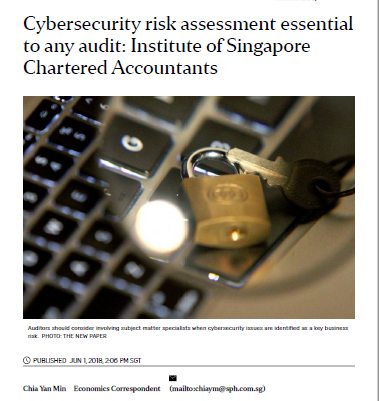 Cybersecurity risk assessment essential
to any audit: Institute of Singapore
Chartered Accountants
Auditors should consider involving subject matter specialists when cybersecurity issues are identified as a key business
risk. PHOTO: THE NEW PAPER
PUBLISHED JUN 1, 2018, 2:06 PM SGT
Chia Yan Min Economics Correspondent (mailto:chiaym@sph.com.sg)